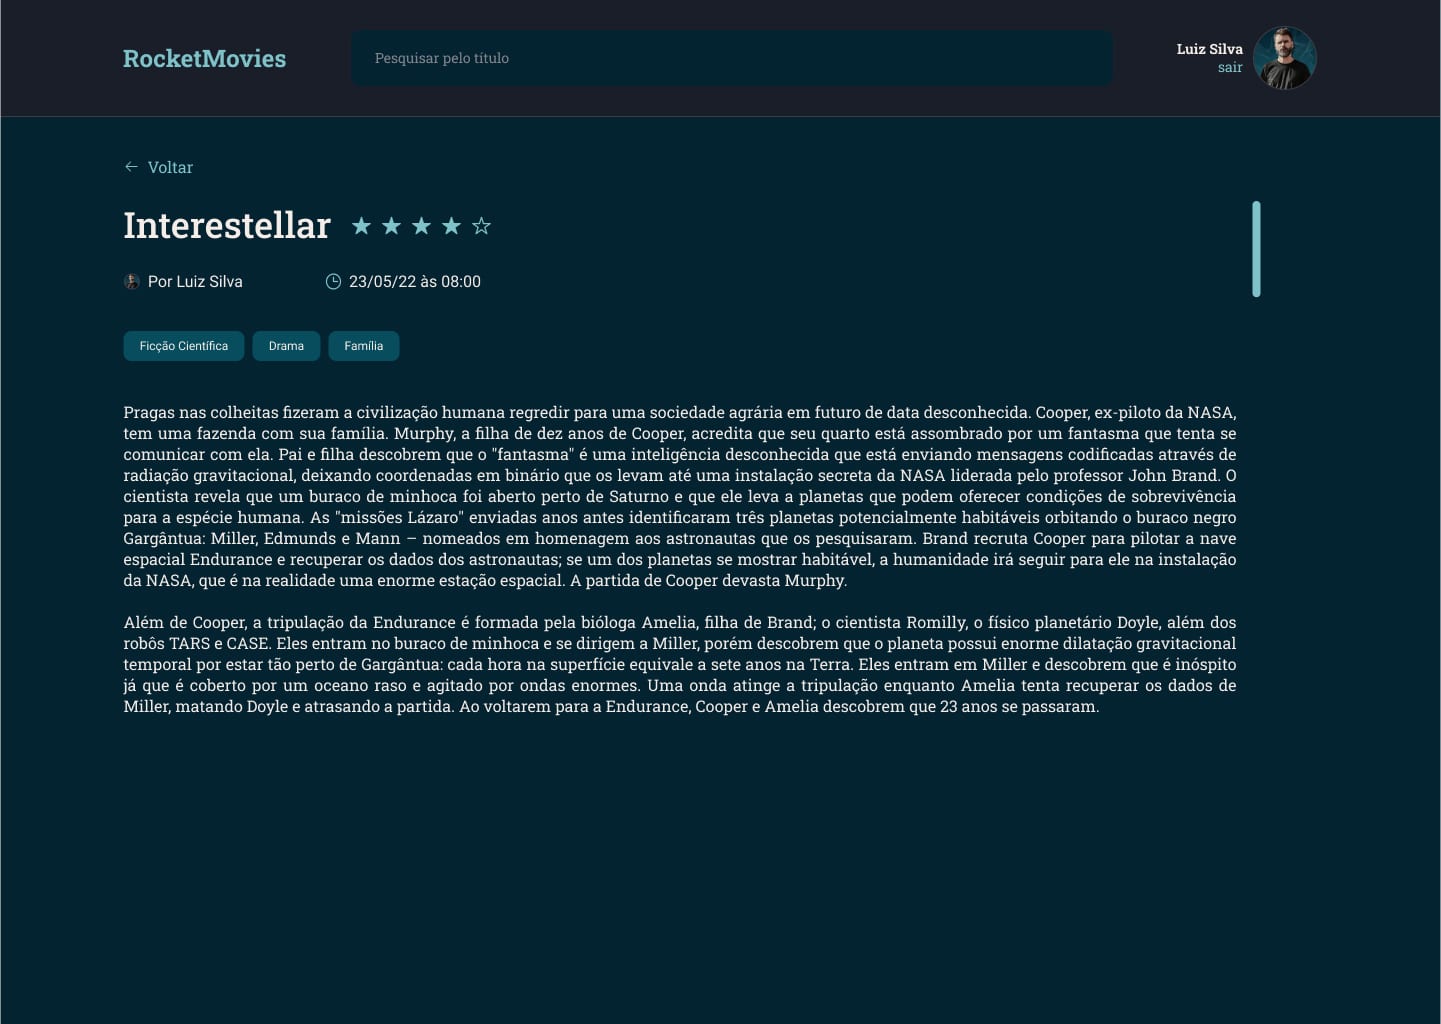 RocketMovies
Pesquisar pelo título
Luiz Silva
sair
Voltar
Interestellar
Por Luiz Silva
23/05/22 às 08:00
Ficção Científica
Drama
Família
Pragas nas colheitas fizeram a civilização humana regredir para uma sociedade agrária em futuro de data desconhecida. Cooper, ex-piloto da NASA,
tem uma fazenda com sua família. Murphy, a filha de dez anos de Cooper, acredita que seu quarto está assombrado por um fantasma que tenta se
comunicar com ela. Pai e filha descobrem que o "fantasma" é uma inteligência desconhecida que está enviando mensagens codificadas através de
radiação gravitacional, deixando coordenadas em binário que os levam até uma instalação secreta da NASA liderada pelo professor John Brand. O
cientista revela que um buraco de minhoca foi aberto perto de Saturno e que ele leva a planetas que podem oferecer condições de sobrevivência
para a espécie humana. As "missões Lázaro" enviadas anos antes identificaram três planetas potencialmente habitáveis orbitando o buraco negro
Gargântua: Miller, Edmunds e Mann – nomeados em homenagem aos astronautas que os pesquisaram. Brand recruta Cooper para pilotar a nave
espacial Endurance e recuperar os dados dos astronautas; se um dos planetas se mostrar habitável, a humanidade irá seguir para ele na instalação
da NASA, que é na realidade uma enorme estação espacial. A partida de Cooper devasta Murphy.
Além de Cooper, a tripulação da Endurance é formada pela bióloga Amelia, filha de Brand; o cientista Romilly, o físico planetário Doyle, além dos
robôs TARS e CASE. Eles entram no buraco de minhoca e se dirigem a Miller, porém descobrem que o planeta possui enorme dilatação gravitacional
temporal por estar tão perto de Gargântua: cada hora na superfície equivale a sete anos na Terra. Eles entram em Miller e descobrem que é inóspito
já que é coberto por um oceano raso e agitado por ondas enormes. Uma onda atinge a tripulação enquanto Amelia tenta recuperar os dados de
Miller, matando Doyle e atrasando a partida. Ao voltarem para a Endurance, Cooper e Amelia descobrem que 23 anos se passaram.